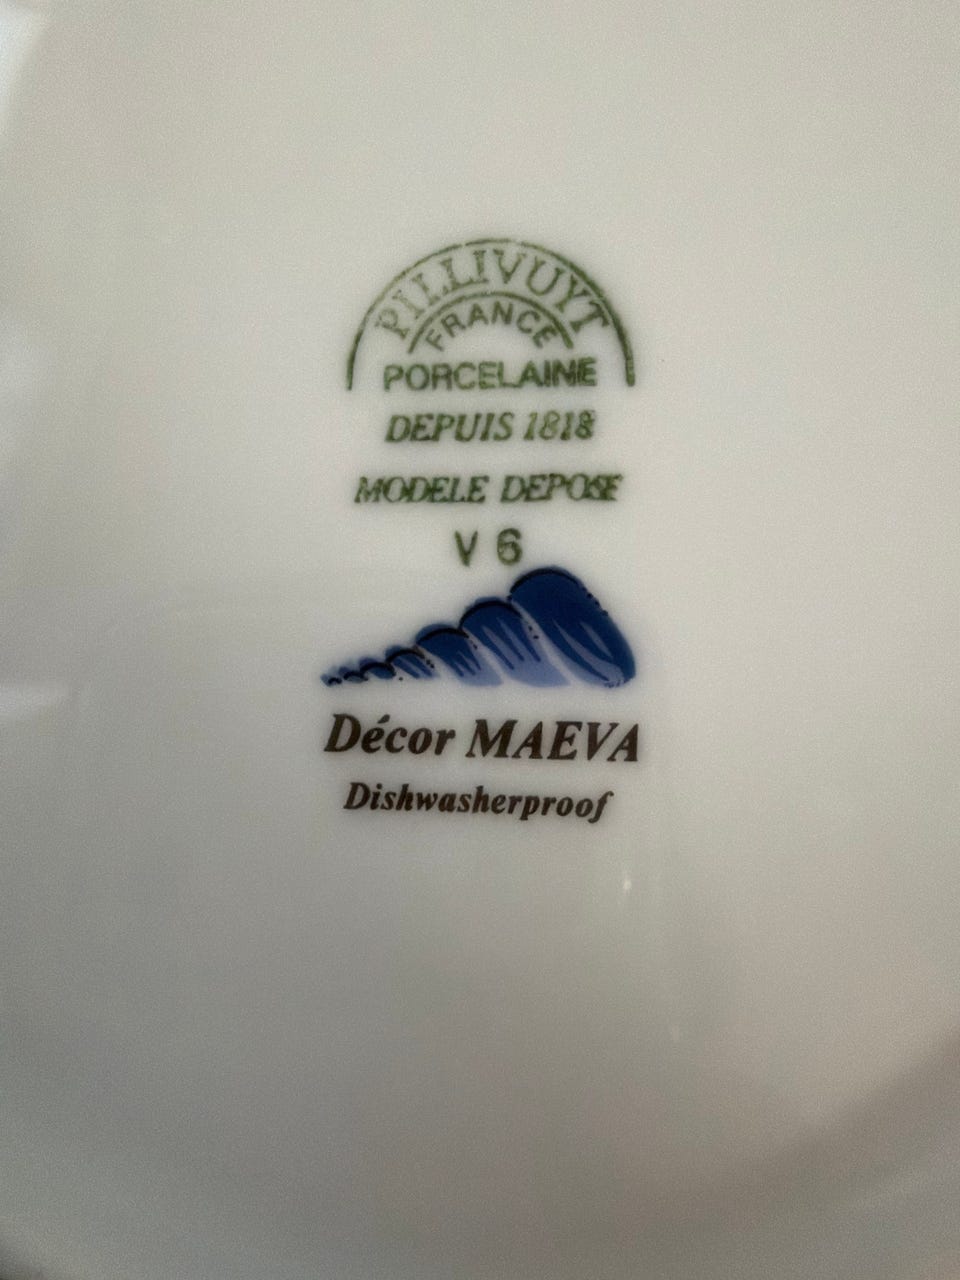 PILLIVUYT
FRANCE
PORCELAINE
DEPUIS 1818
MODELE DEPOSE
V 6
Décor MAEVA
Dishwasherproof